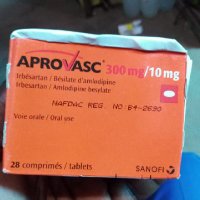 APROVASC® 300 mg/10 mg
Irbésartan / Bésilate d'amlodipine
Irbesartan / Amlodipine besylate
NAFDAC REG. NO B4-2690
Voie orale / Oral use
28 comprimés / tablets
SANOFI